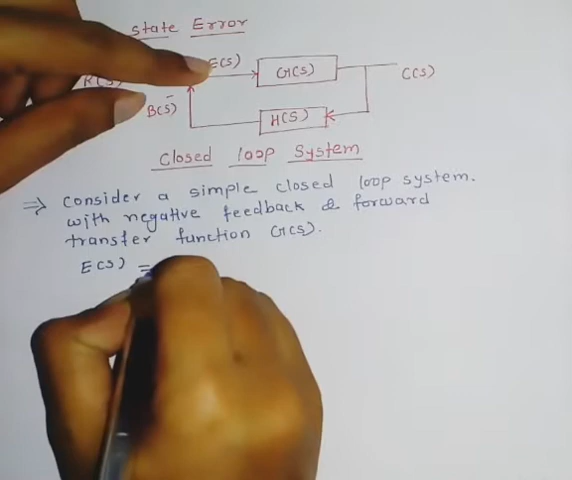 state Error
E(S)
G(S)
C(S)
B(S)
H(S)
Closed loop System
⇒ Consider a simple closed loop system.
with negative feedback & forward
transfer function G(S).
E(S) =